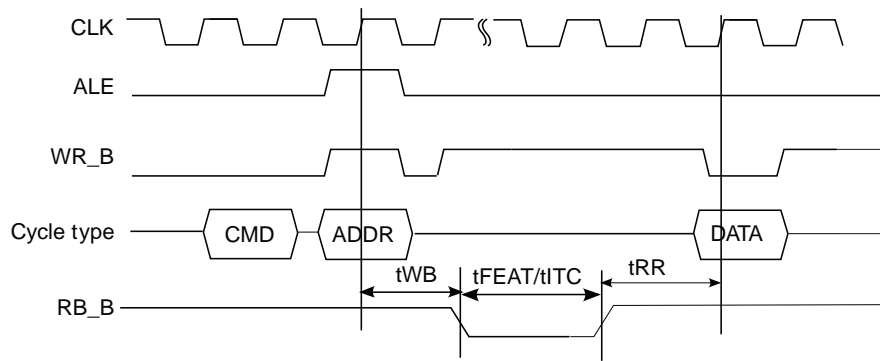 CLK
ALE
WR_B
Cycle type
CMD
ADDR
DATA
tWB
tFEAT/tITC
tRR
RB_B